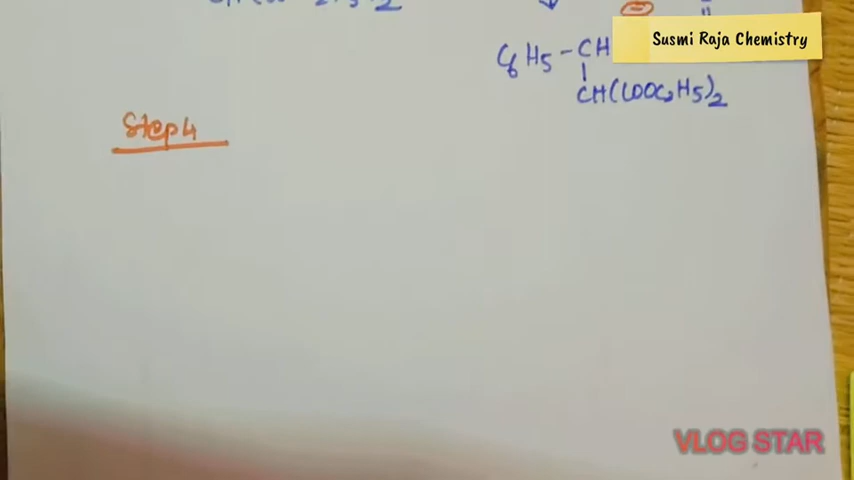 Susmi Raja Chemistry
C6H5-CH
CH(COOC2H5)2
Step4
VLOG STAR